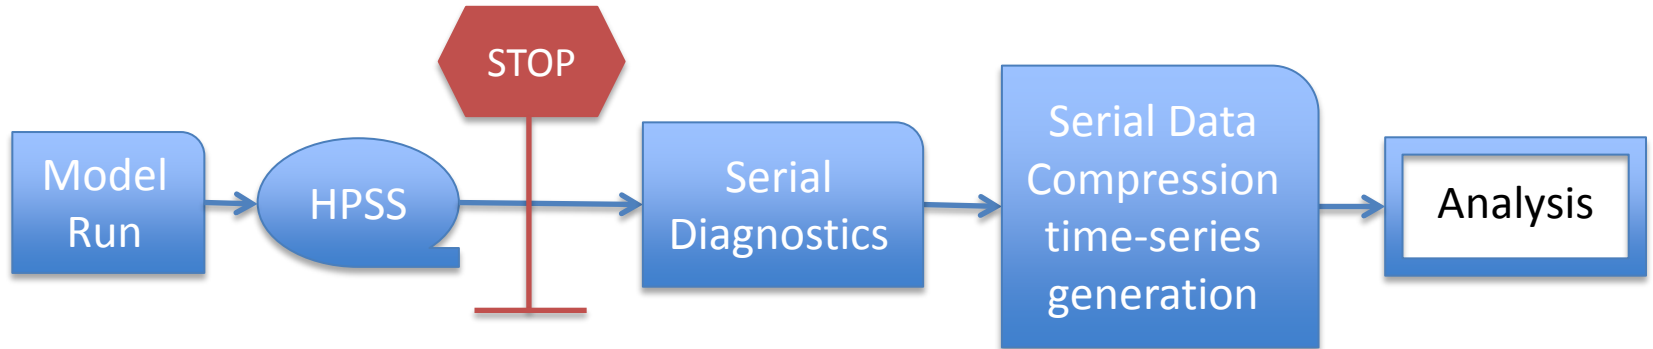 Model
Run
HPSS
STOP
Serial
Diagnostics
Serial Data
Compression
time-series
generation
Analysis